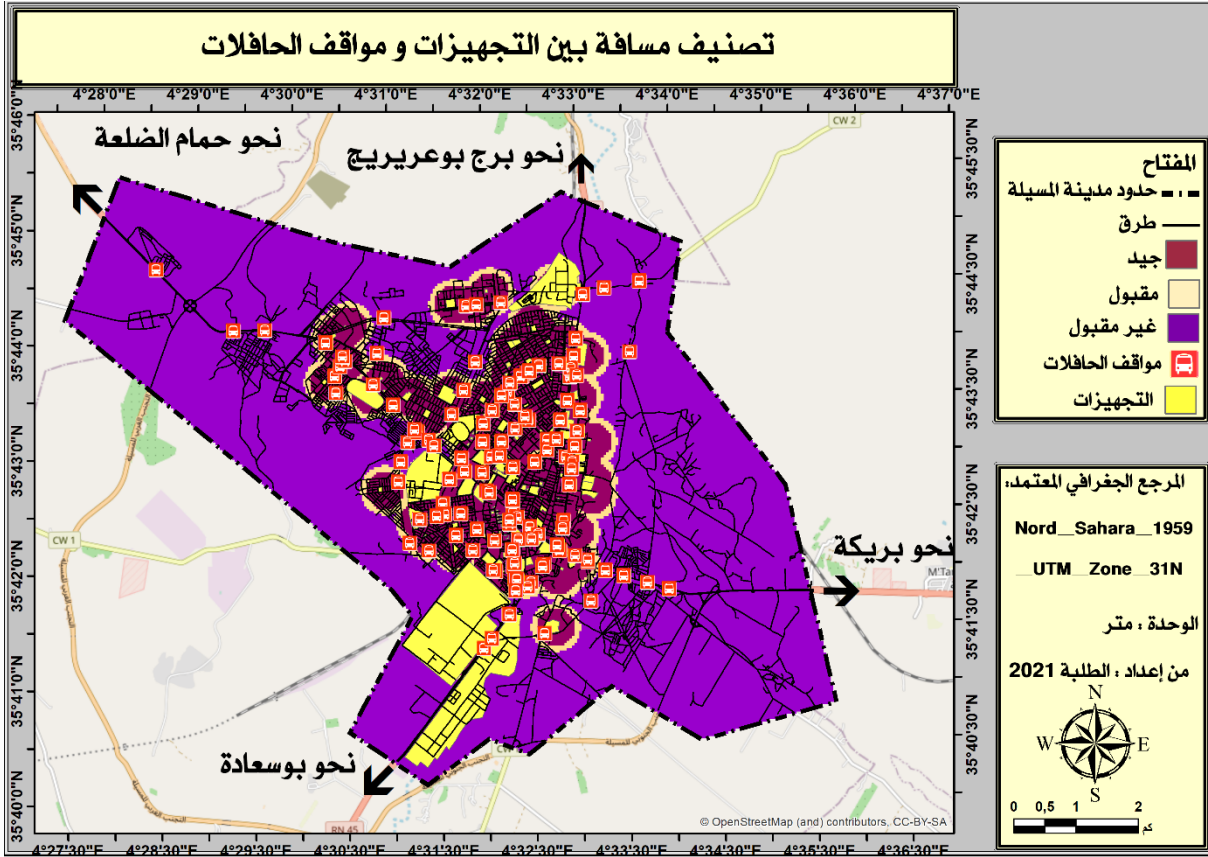 تصنيف مسافة بين التجهيزات و مواقف الحافلات
4°28'0"E 4°29'0"E 4°30'0"E 4°31'0"E 4°32'0"E 4°33'0"E 4°34'0"E 4°35'0"E 4°36'0"E 4°37'0"E
35°46'0"N
35°45'0"N
35°44'0"N
35°43'0"N
35°42'0"N
35°41'0"N
35°40'0"N
نحو حمام الضلعة
نحو برج بوعريريج
CW 2
CW 1
نحو بريكة
نحو بوسعادة
RN 45
© OpenStreetMap (and) contributors, CC-BY-SA
35°45'30"N
35°44'30"N
35°43'30"N
35°42'30"N
35°41'30"N
35°40'30"N
4°27'30"E 4°28'30"E 4°29'30"E 4°30'30"E 4°31'30"E 4°32'30"E 4°33'30"E 4°34'30"E 4°35'30"E 4°36'30"E
المفتاح
حدود مدينة المسيلة
طرق
جيد
مقبول
غير مقبول
مواقف الحافلات
التجهيزات
المرجع الجغرافي المعتمد:
Nord_Sahara_1959
_UTM_Zone_31N
الوحدة : متر
من إعداد : الطلبة 2021
N
W E
S
0 0,5 1 2
كم